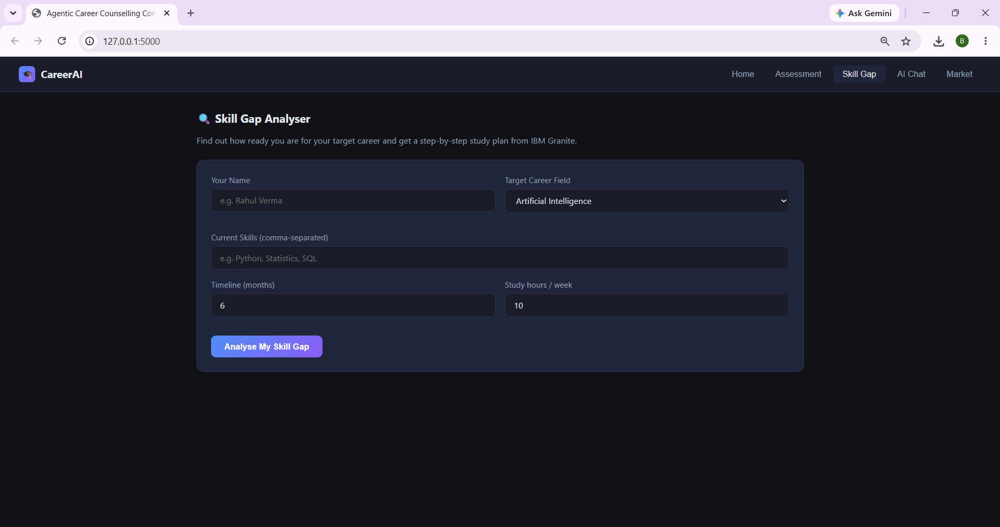 Agentic Career Counselling Con
Ask Gemini
127.0.0.1:5000
B
CareerAI
Home
Assessment
Skill Gap
AI Chat
Market
Skill Gap Analyser
Find out how ready you are for your target career and get a step-by-step study plan from IBM Granite.
Your Name
Target Career Field
e.g. Rahul Verma
Artificial Intelligence
Current Skills (comma-separated)
e.g. Python, Statistics, SQL
Timeline (months)
Study hours / week
6
10
Analyse My Skill Gap